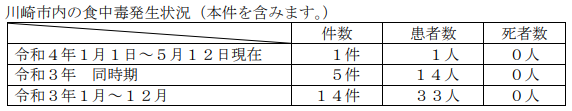 川崎市内の食中毒発生状況（本件を含みます。）
件数 患者数 死者数
令和４年１月１日～５月１２日現在 １件 １人 ０人
令和３年　同時期 ５件 １４人 ０人
令和３年１月～１２月 １４件 ３３人 ０人